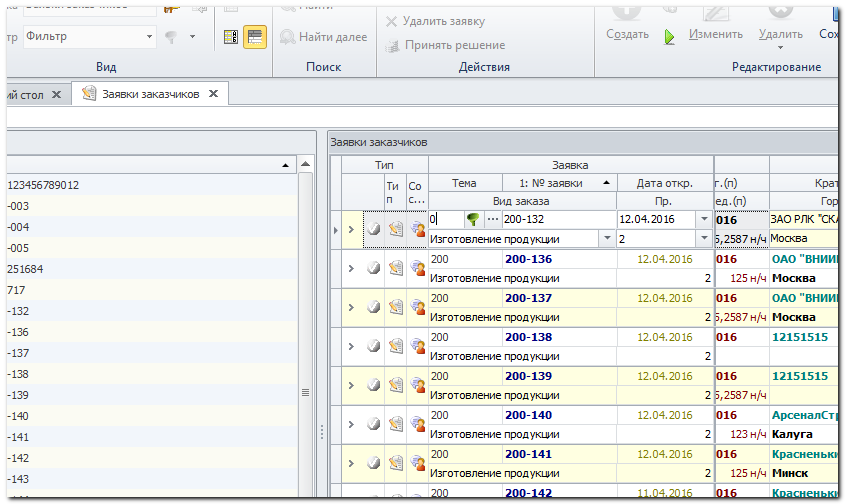 Найти
Фильтр
Найти далее
Удалить заявку
Принять решение
Создать
Изменить
Удалить
Вид
Поиск
Действия
Редактирование
ий стол
Заявки заказчиков
Заявки заказчиков
123456789012
-003
-004
-005
251684
717
-132
-136
-137
-138
-139
-140
-141
-142
-143
Тип Заявка
Тип Сос... Тема 1: № заявки Дата откр. г.(п) Крат
Вид заказа Пр. ед.(п) Гор
0 200-132 12.04.2016 016 ЗАО РЛК "СКА
Изготовление продукции 2 5,2587 н/ч Москва
200 200-136 12.04.2016 016 ОАО "ВНИИ
Изготовление продукции 2 125 н/ч Москва
200 200-137 12.04.2016 016 ОАО "ВНИИ
Изготовление продукции 2 5,2587 н/ч Москва
200 200-138 12.04.2016 016 12151515
Изготовление продукции 2
200 200-139 12.04.2016 016 12151515
Изготовление продукции 2 5,2587 н/ч
200 200-140 12.04.2016 016 АрсеналСтр
Изготовление продукции 2 123 н/ч Калуга
200 200-141 12.04.2016 016 Красненьки
Изготовление продукции 2 125 н/ч Минск
200 200-142 11.04.2016 016 Красненьки